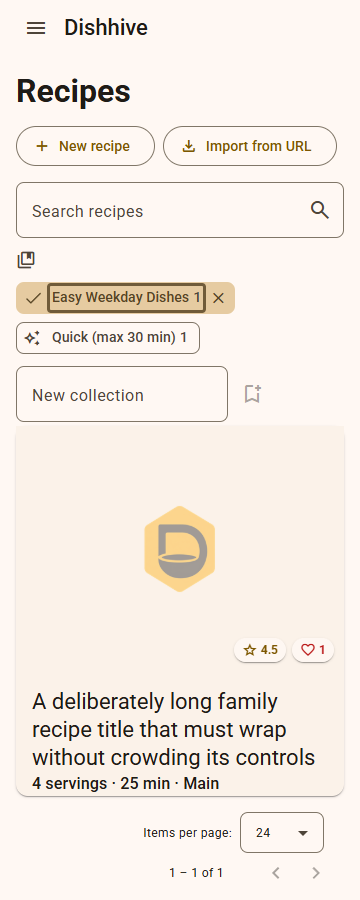 Dishhive
Recipes
New recipe
Import from URL
Search recipes
Easy Weekday Dishes 1
Quick (max 30 min) 1
New collection
4.5
1
A deliberately long family
recipe title that must wrap
without crowding its controls
4 servings · 25 min · Main
Items per page: 24
1 – 1 of 1